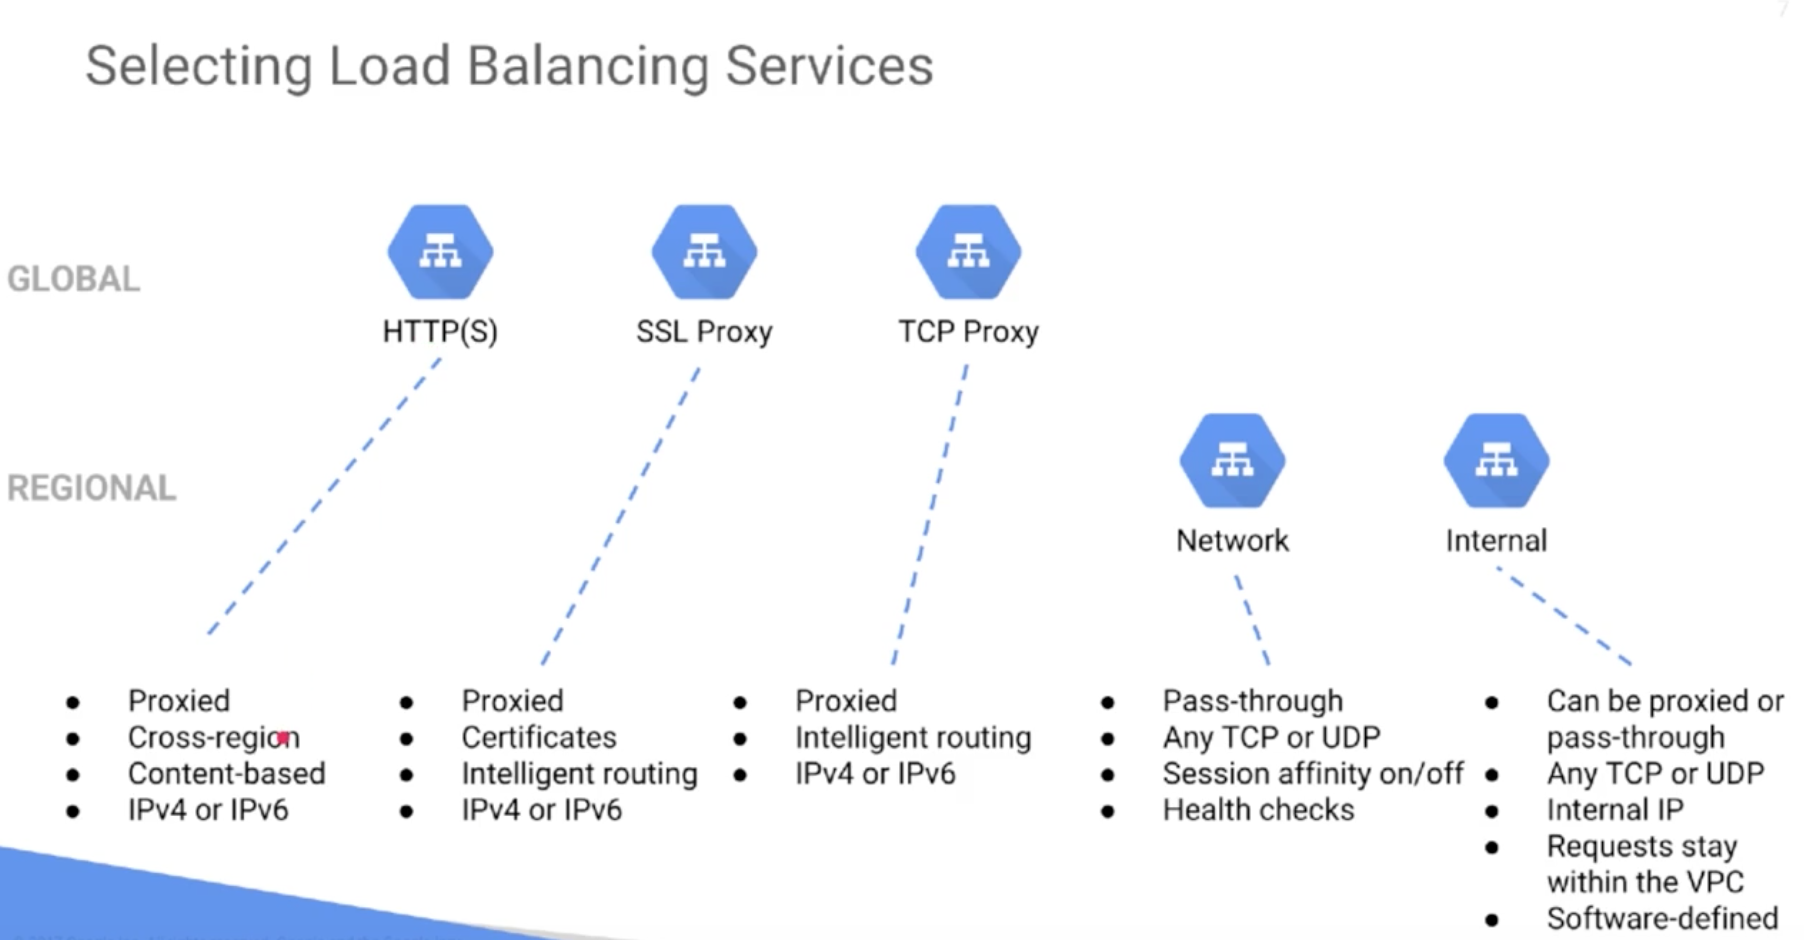 7
Selecting Load Balancing Services
GLOBAL
HTTP(S)
SSL Proxy
TCP Proxy
REGIONAL
Network
Internal
● Proxied
● Cross-region
● Content-based
● IPv4 or IPv6
● Proxied
● Certificates
● Intelligent routing
● IPv4 or IPv6
● Proxied
● Intelligent routing
● IPv4 or IPv6
● Pass-through
● Any TCP or UDP
● Session affinity on/off
● Health checks
● Can be proxied or
pass-through
● Any TCP or UDP
● Internal IP
● Requests stay
within the VPC
● Software-defined